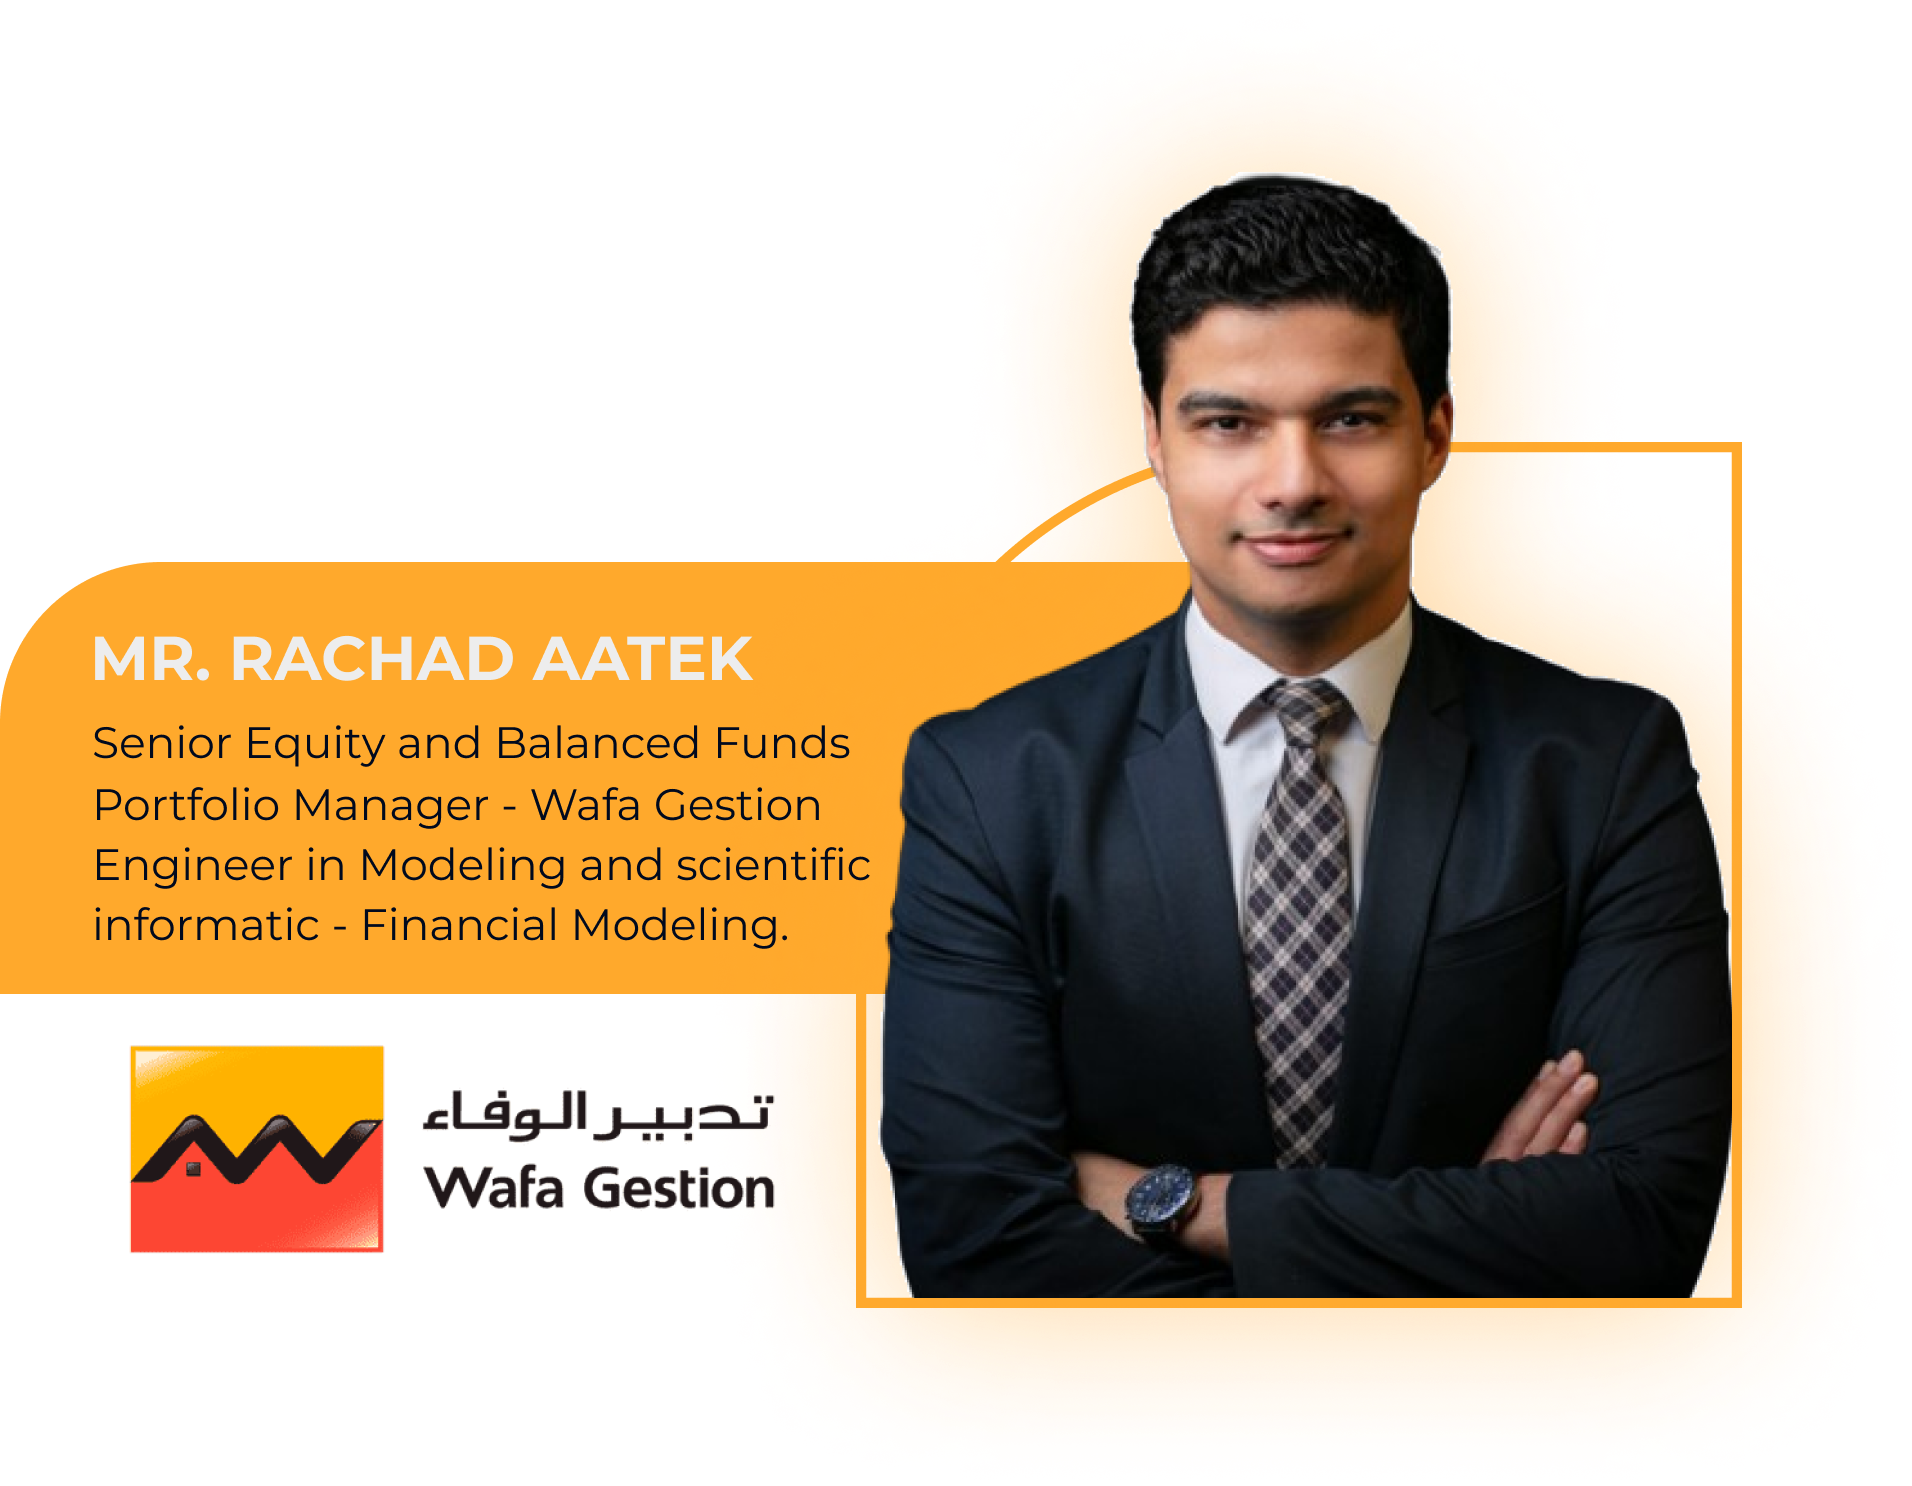 MR. RACHAD AATEK
Senior Equity and Balanced Funds
Portfolio Manager - Wafa Gestion
Engineer in Modeling and scientific
informatic - Financial Modeling.
تدبير الوفاء
Wafa Gestion